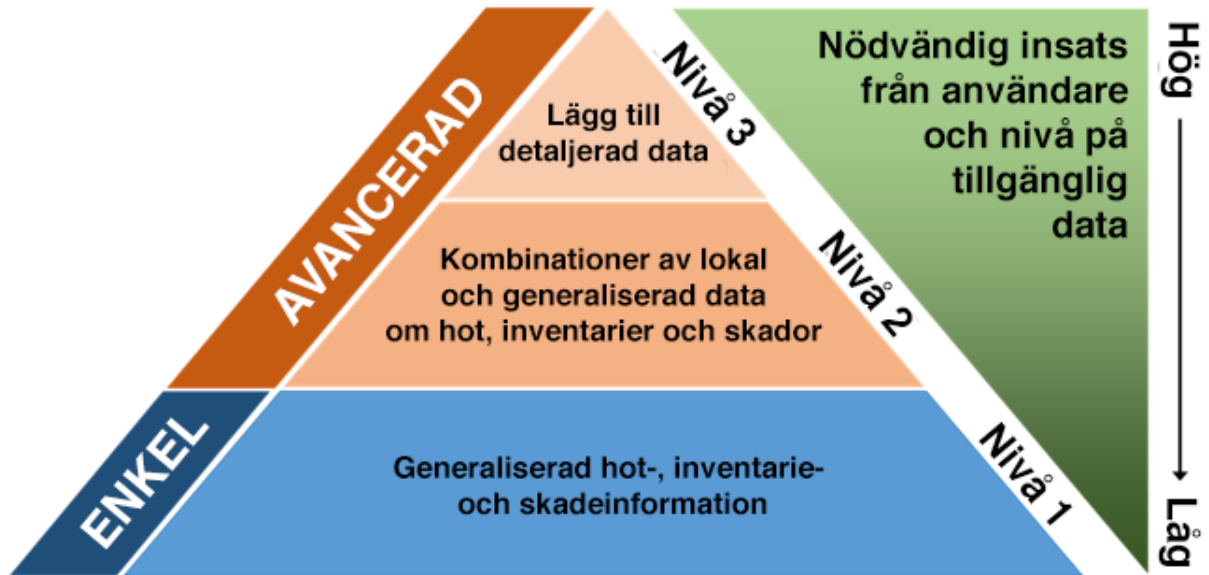 AVANCERAD
ENKEL
Lägg till
detaljerad data
Kombinationer av lokal
och generaliserad data
om hot, inventarier och skador
Generaliserad hot-, inventarie-
och skadeinformation
Nivå 3
Nivå 2
Nivå 1
Nödvändig insats
från användare
och nivå på
tillgänglig
data
Hög
Låg